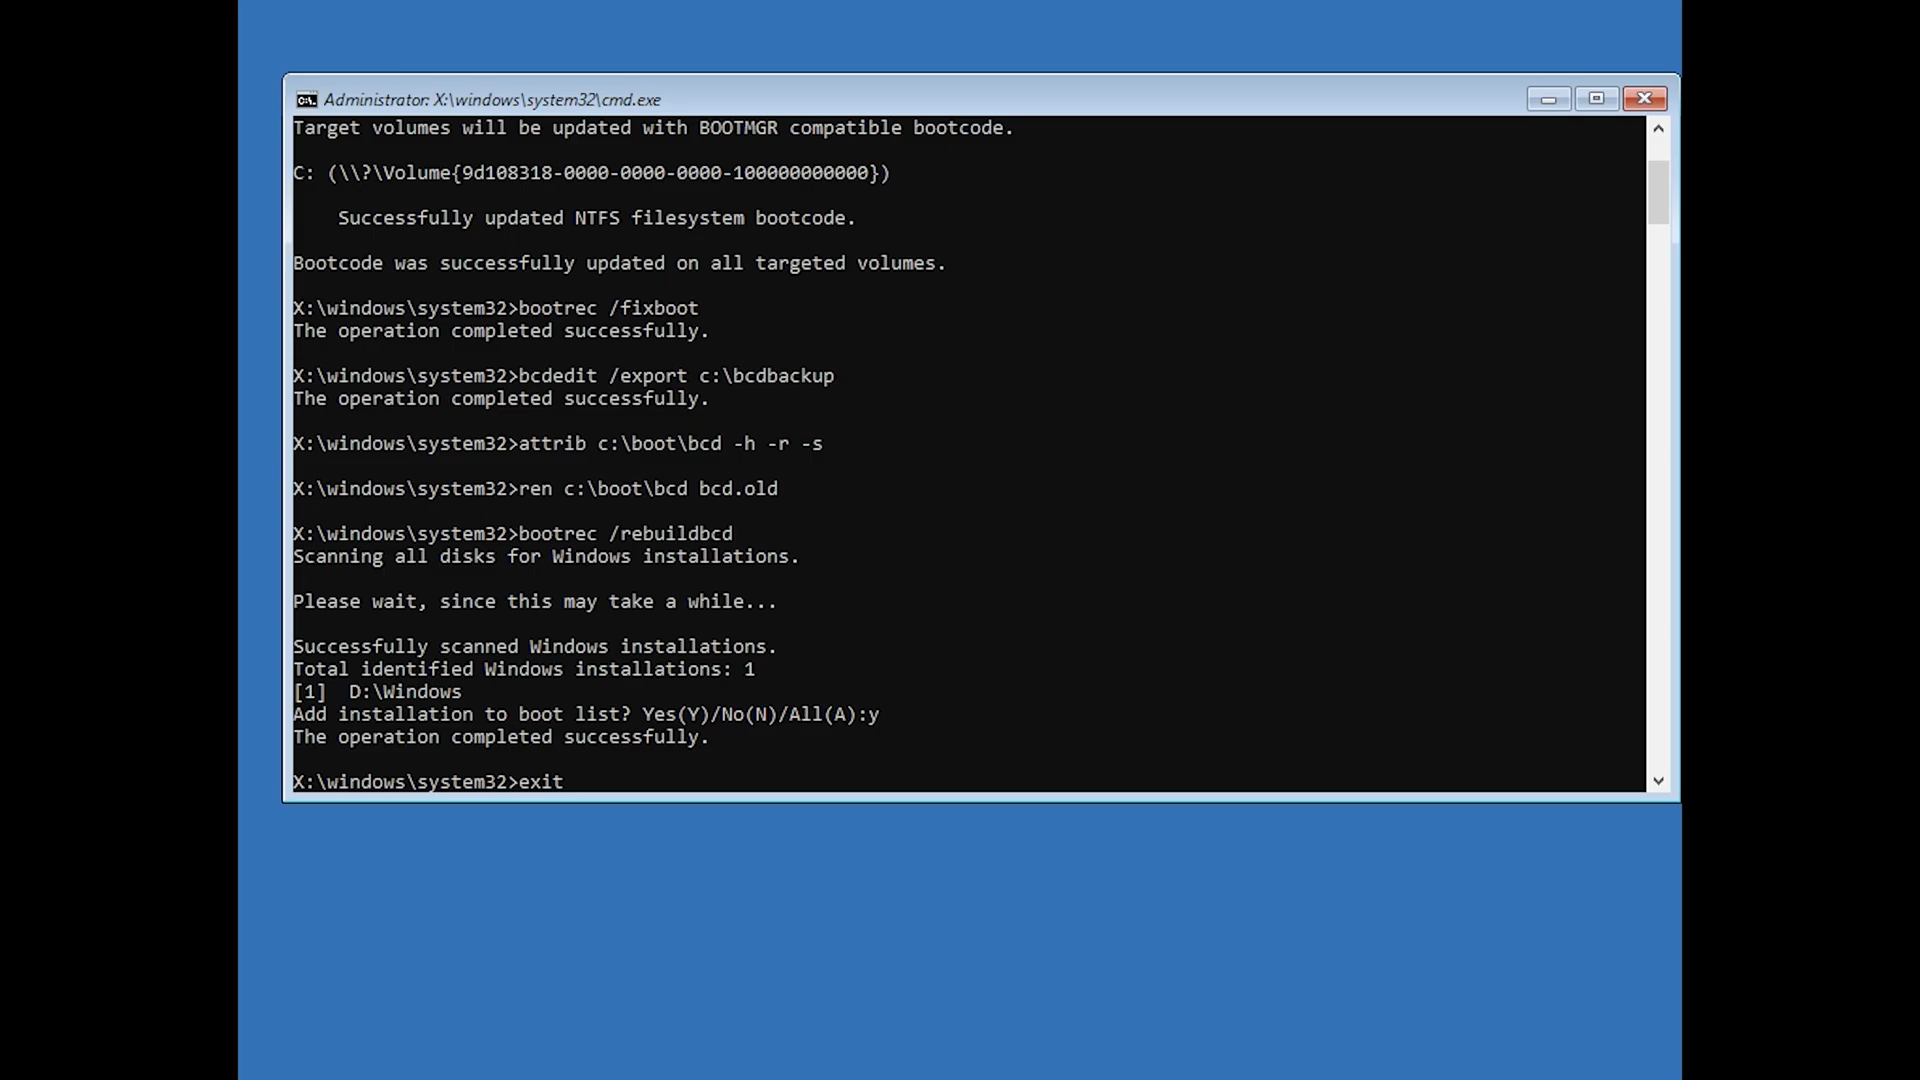 Administrator: X:\windows\system32\cmd.exe
Target volumes will be updated with BOOTMGR compatible bootcode.
C: (\\?\Volume{9d108318-0000-0000-0000-100000000000})
Successfully updated NTFS filesystem bootcode.
Bootcode was successfully updated on all targeted volumes.
X:\windows\system32>bootrec /fixboot
The operation completed successfully.
X:\windows\system32>bcdedit /export c:\bcdbackup
The operation completed successfully.
X:\windows\system32>attrib c:\boot\bcd -h -r -s
X:\windows\system32>ren c:\boot\bcd bcd.old
X:\windows\system32>bootrec /rebuildbcd
Scanning all disks for Windows installations.
Please wait, since this may take a while...
Successfully scanned Windows installations.
Total identified Windows installations: 1
[1]  D:\Windows
Add installation to boot list? Yes(Y)/No(N)/All(A):y
The operation completed successfully.
X:\windows\system32>exit